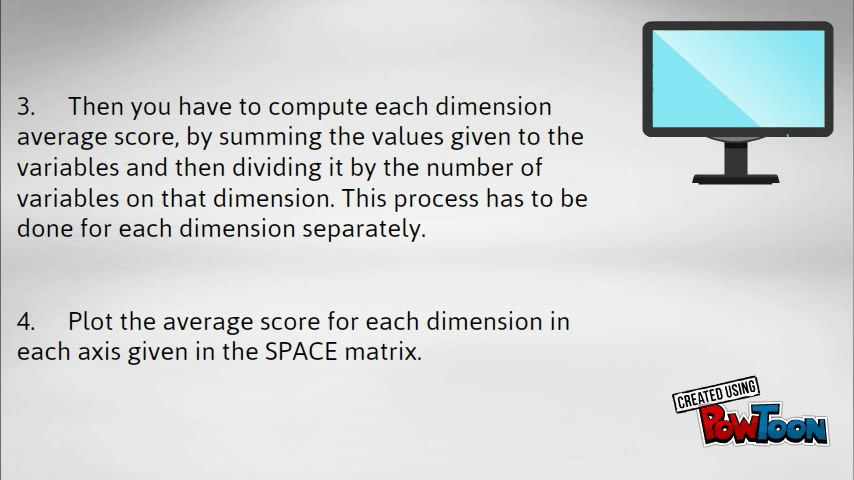 3. Then you have to compute each dimension
average score, by summing the values given to the
variables and then dividing it by the number of
variables on that dimension. This process has to be
done for each dimension separately.
4. Plot the average score for each dimension in
each axis given in the SPACE matrix.
CREATED USING
POWTOON